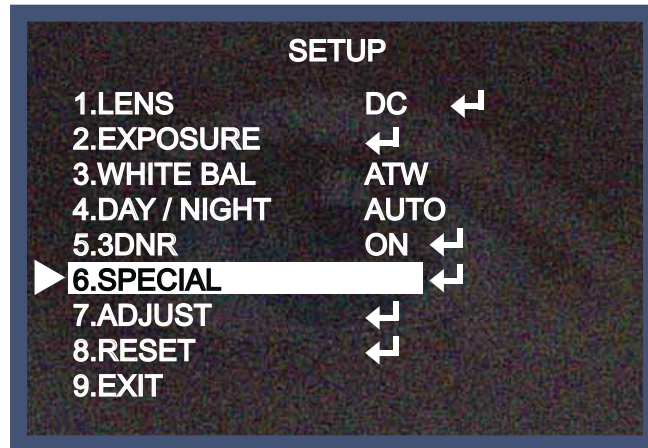 SETUP
1.LENS DC ↵
2.EXPOSURE ↵
3.WHITE BAL ATW
4.DAY / NIGHT AUTO
5.3DNR ON ↵
6.SPECIAL ↵
7.ADJUST ↵
8.RESET ↵
9.EXIT